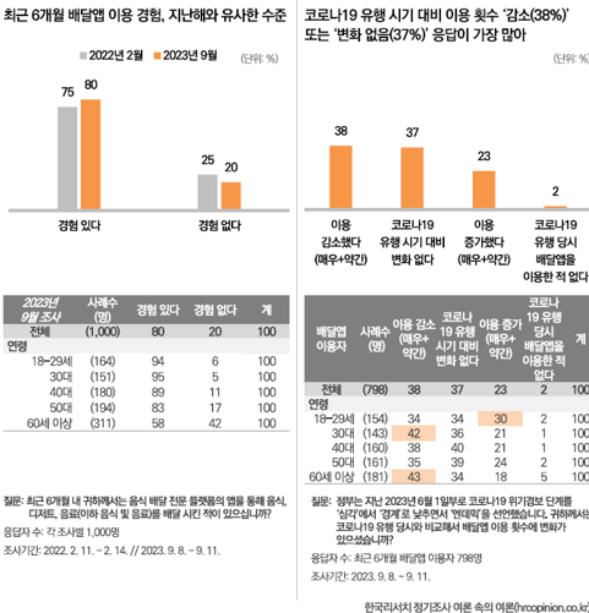 최근 6개월 배달앱 이용 경험, 지난해와 유사한 수준
2022년 2월 2023년 9월 (단위: %)
75 80
25 20
경험 있다 경험 없다
2023년 9월 조사 사례수 (명) 경험 있다 경험 없다 계
전체 (1,000) 80 20 100
연령
18-29세 (164) 94 6 100
30대 (151) 95 5 100
40대 (180) 89 11 100
50대 (194) 83 17 100
60세 이상 (311) 58 42 100
질문: 최근 6개월 내 귀하께서는 음식 배달 전문 플랫폼의 앱을 통해 음식,
디저트, 음료(이하 음식 및 음료)를 배달 시킨 적이 있으십니까?
응답자 수: 각 조사별 1,000명
조사기간: 2022. 2. 11. ~ 2. 14. // 2023. 9. 8. ~ 9. 11.
코로나19 유행 시기 대비 이용 횟수 '감소(38%)'
또는 '변화 없음(37%)' 응답이 가장 많아
(단위: %)
38
37
23
2
이용 감소했다 (매우+약간)
코로나19 유행 시기 대비 변화 없다
이용 증가했다 (매우+약간)
코로나19 유행 당시 배달앱을 이용한 적 없다
배달앱 이용자 사례수 (명) 이용 감소 (매우+약간) 코로나19 유행 시기 대비 변화 없다 이용 증가 (매우+약간) 코로나19 유행 당시 배달앱을 이용한 적 없다 계
전체 (798) 38 37 23 2 100
연령
18-29세 (154) 34 34 30 2 100
30대 (143) 42 36 21 1 100
40대 (160) 38 40 21 1 100
50대 (161) 35 39 24 2 100
60세 이상 (181) 43 34 18 5 100
질문: 정부는 지난 2023년 6월 1일부로 코로나19 위기경보 단계를
'심각'에서 '경계'로 낮추면서 '엔데믹'을 선언했습니다. 귀하께서는
코로나19 유행 당시와 비교해서 배달앱 이용 횟수에 변화가
있으셨습니까?
응답자 수: 최근 6개월 배달앱 이용자 798명
조사기간: 2023. 9. 8. ~ 9. 11.
한국리서치 정기조사 여론 속의 여론(hrcopinion.co.kr)